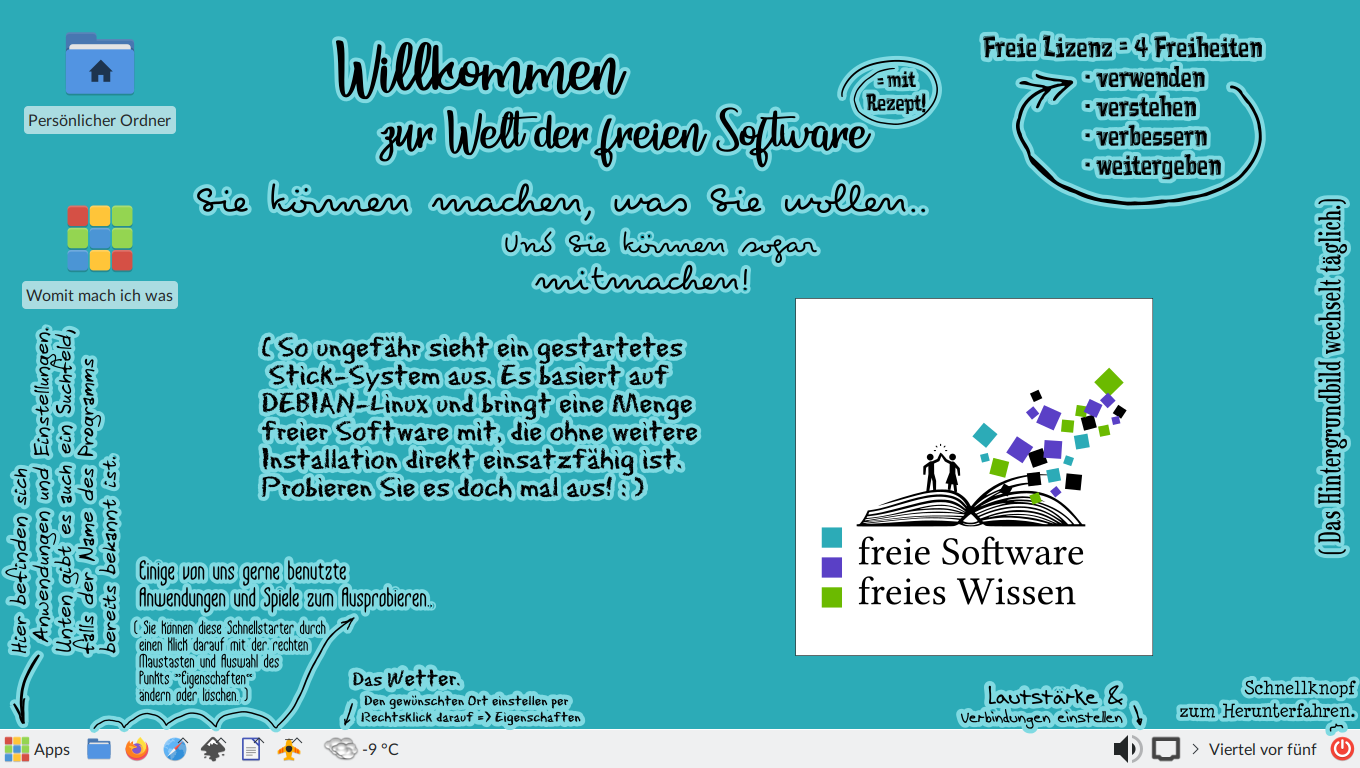 Willkommen
zur Welt der freien Software
= mit
Rezept!
Freie Lizenz = 4 Freiheiten
- verwenden
- verstehen
- verbessern
- weitergeben
Persönlicher Ordner
Sie können machen, was Sie wollen..
Und Sie können sogar
mitmachen!
Womit mach ich was
(Das Hintergrundbild wechselt täglich.)
( So ungefähr sieht ein gestartetes
Stick-System aus. Es basiert auf
DEBIAN-Linux und bringt eine Menge
freier Software mit, die ohne weitere
Installation direkt einsatzfähig ist.
Probieren Sie es doch mal aus! : )
freie Software
freies Wissen
Hier befinden sich
Anwendungen und Einstellungen.
Unten gibt es auch ein Suchfeld,
falls der Name des Programms
bereits bekannt ist.
Einige von uns gerne benutzte
Anwendungen und Spiele zum Ausprobieren..
( Sie können diese Schnellstarter durch
einen Klick darauf mit der rechten
Maustasten und Auswahl des
Punkts "Eigenschaften"
ändern oder löschen. )
Das Wetter.
Den gewünschten Ort einstellen per
Rechtsklick darauf => Eigenschaften
Lautstärke &
Verbindungen einstellen
Schnellknopf
zum Herunterfahren.
Apps
-9 °C
Viertel vor fünf